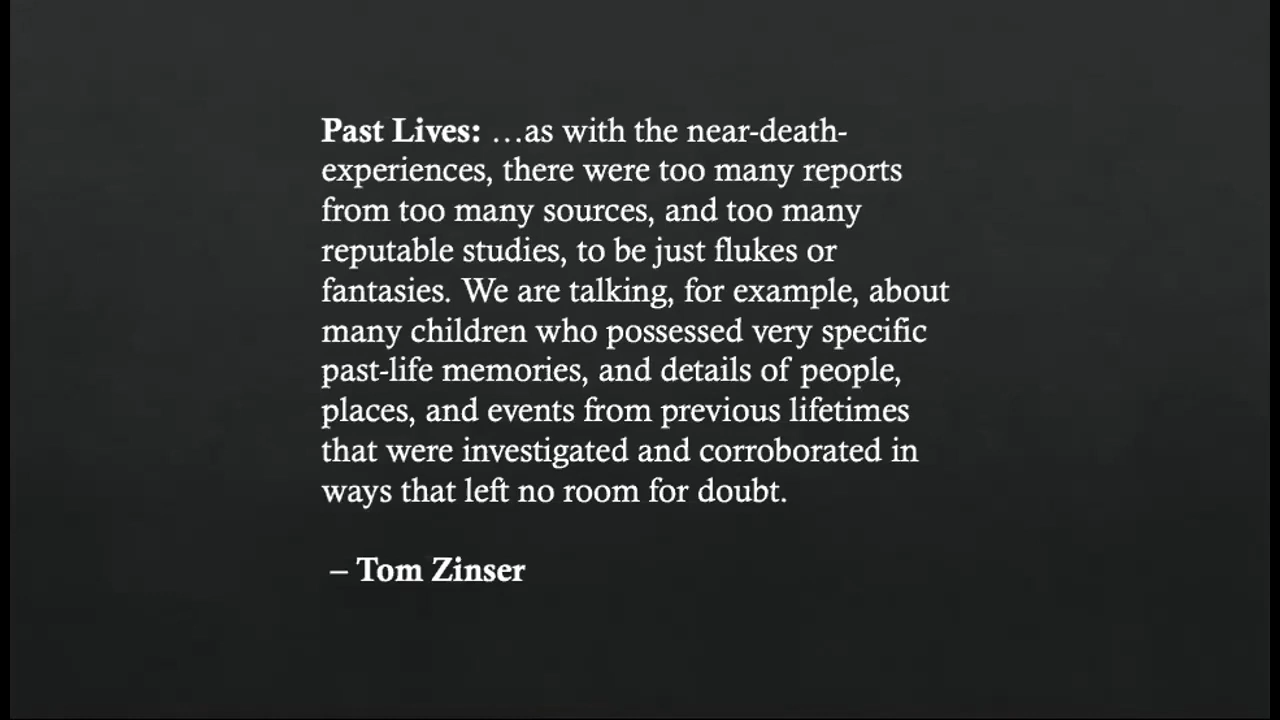 Past Lives: …as with the near-death-
experiences, there were too many reports
from too many sources, and too many
reputable studies, to be just flukes or
fantasies. We are talking, for example, about
many children who possessed very specific
past-life memories, and details of people,
places, and events from previous lifetimes
that were investigated and corroborated in
ways that left no room for doubt.
– Tom Zinser